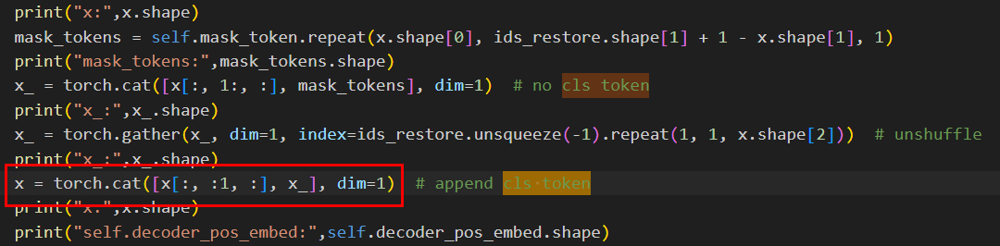 print("x:",x.shape)
mask_tokens = self.mask_token.repeat(x.shape[0], ids_restore.shape[1] + 1 - x.shape[1], 1)
print("mask_tokens:",mask_tokens.shape)
x_ = torch.cat([x[:, 1:, :], mask_tokens], dim=1)  # no cls token
print("x_:",x_.shape)
x_ = torch.gather(x_, dim=1, index=ids_restore.unsqueeze(-1).repeat(1, 1, x.shape[2]))  # unshuffle
print("x_:",x_.shape)
x = torch.cat([x[:, :1, :], x_], dim=1)  # append cls·token
print("x:",x.shape)
print("self.decoder_pos_embed:",self.decoder_pos_embed.shape)